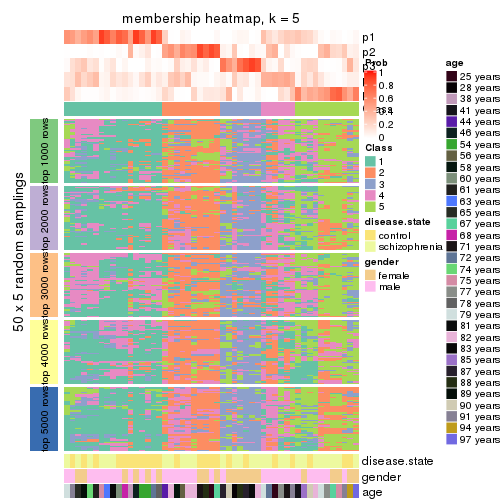 membership heatmap, k = 5
p1
p2
p3
50 x 5 random samplings
top 1000 rows
top 2000 rows
top 3000 rows
top 4000 rows
top 5000 rows
disease.state
gender
age
Prob
1
0.8
0.6
0.4
0.2
0
Class
1
2
3
4
5
disease.state
control
schizophrenia
gender
female
male
age
25 years
28 years
38 years
41 years
44 years
46 years
54 years
56 years
58 years
60 years
61 years
63 years
65 years
67 years
68 years
71 years
72 years
74 years
75 years
77 years
78 years
79 years
81 years
82 years
83 years
85 years
87 years
88 years
89 years
90 years
91 years
94 years
97 years